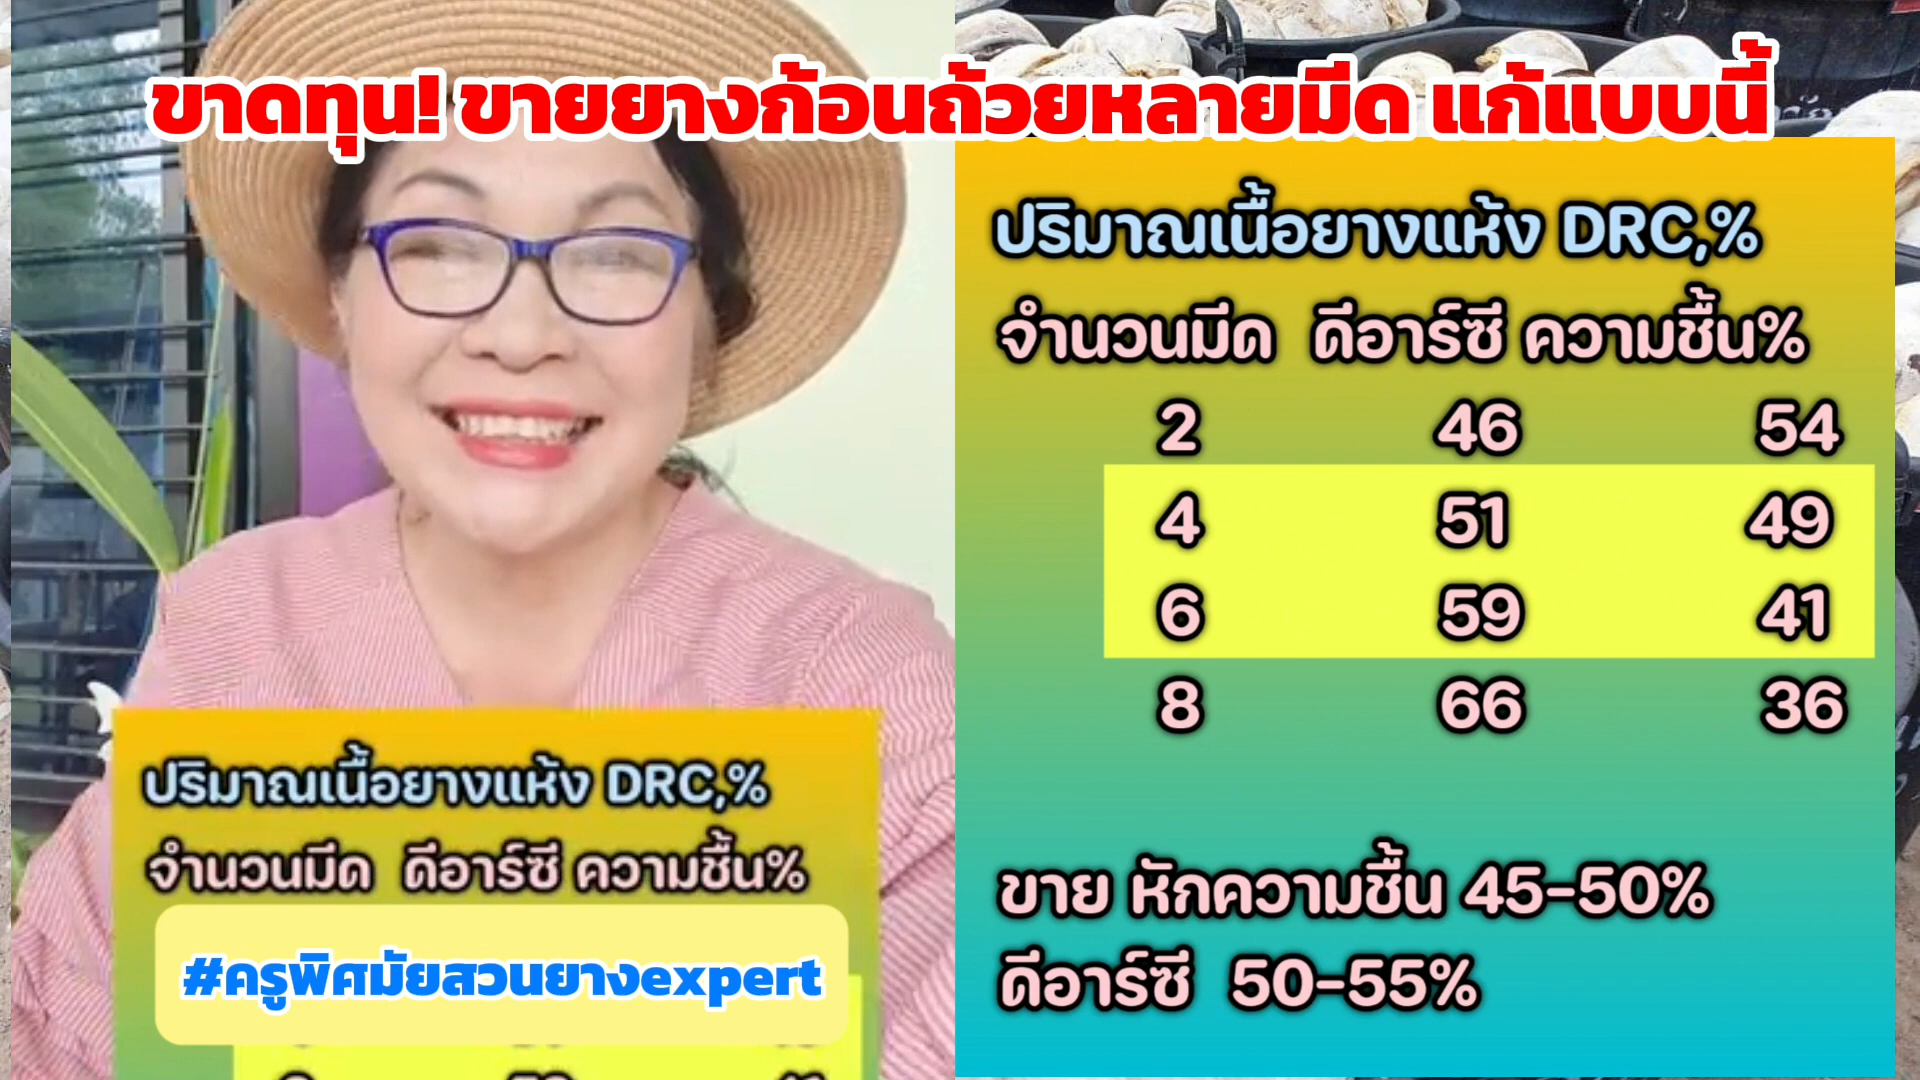 ขาดทุน! ขายยางก้อนถ้วยหลายมีด แก้แบบนี้
ปริมาณเนื้อยางแห้ง DRC,%
จำนวนมีด ดีอาร์ซี ความชื้น%
2 46 54
4 51 49
6 59 41
8 66 36
ขาย หักความชื้น 45-50%
ดีอาร์ซี 50-55%
ปริมาณเนื้อยางแห้ง DRC,%
จำนวนมีด ดีอาร์ซี ความชื้น%
#ครูพิศมัยสวนยางexpert